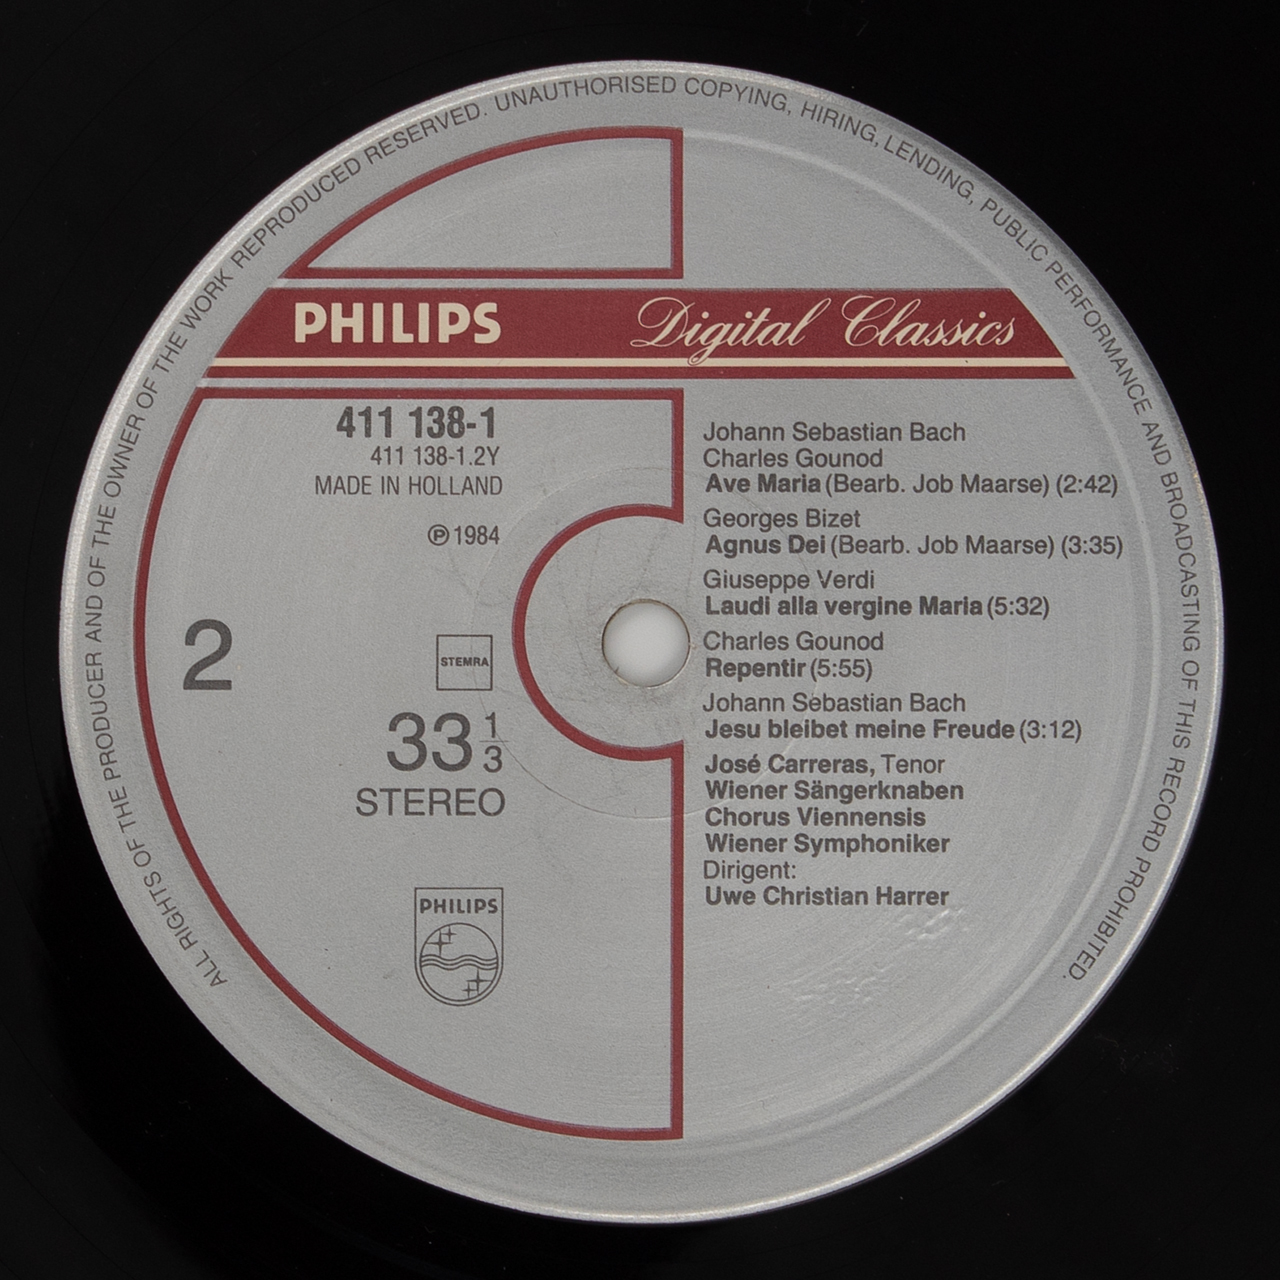 ALL RIGHTS OF THE PRODUCER AND OF THE OWNER OF THE WORK REPRODUCED RESERVED. UNAUTHORISED COPYING, HIRING, LENDING, PUBLIC PERFORMANCE AND BROADCASTING OF THIS RECORD PROHIBITED.
PHILIPS Digital Classics
411 138-1
411 138-1.2Y
MADE IN HOLLAND
℗ 1984
2
STEMRA
33 1/3
STEREO
PHILIPS
Johann Sebastian Bach
Charles Gounod
Ave Maria (Bearb. Job Maarse) (2:42)
Georges Bizet
Agnus Dei (Bearb. Job Maarse) (3:35)
Giuseppe Verdi
Laudi alla vergine Maria (5:32)
Charles Gounod
Repentir (5:55)
Johann Sebastian Bach
Jesu bleibet meine Freude (3:12)
José Carreras, Tenor
Wiener Sängerknaben
Chorus Viennensis
Wiener Symphoniker
Dirigent:
Uwe Christian Harrer